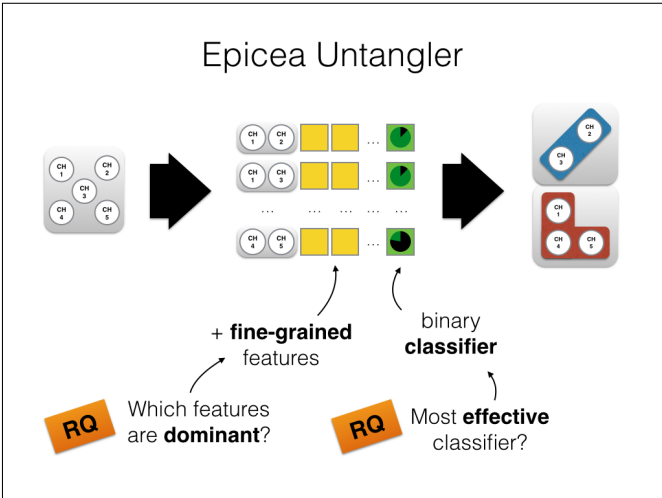 Epicea Untangler
CH 1
CH 2
CH 3
CH 4
CH 5
CH 1 CH 2 ...
CH 1 CH 3 ...
... ... ... ...
CH 4 CH 5 ...
CH 2
CH 3
CH 1
CH 4
CH 5
+ fine-grained
features
binary
classifier
RQ
Which features
are dominant?
RQ
Most effective
classifier?